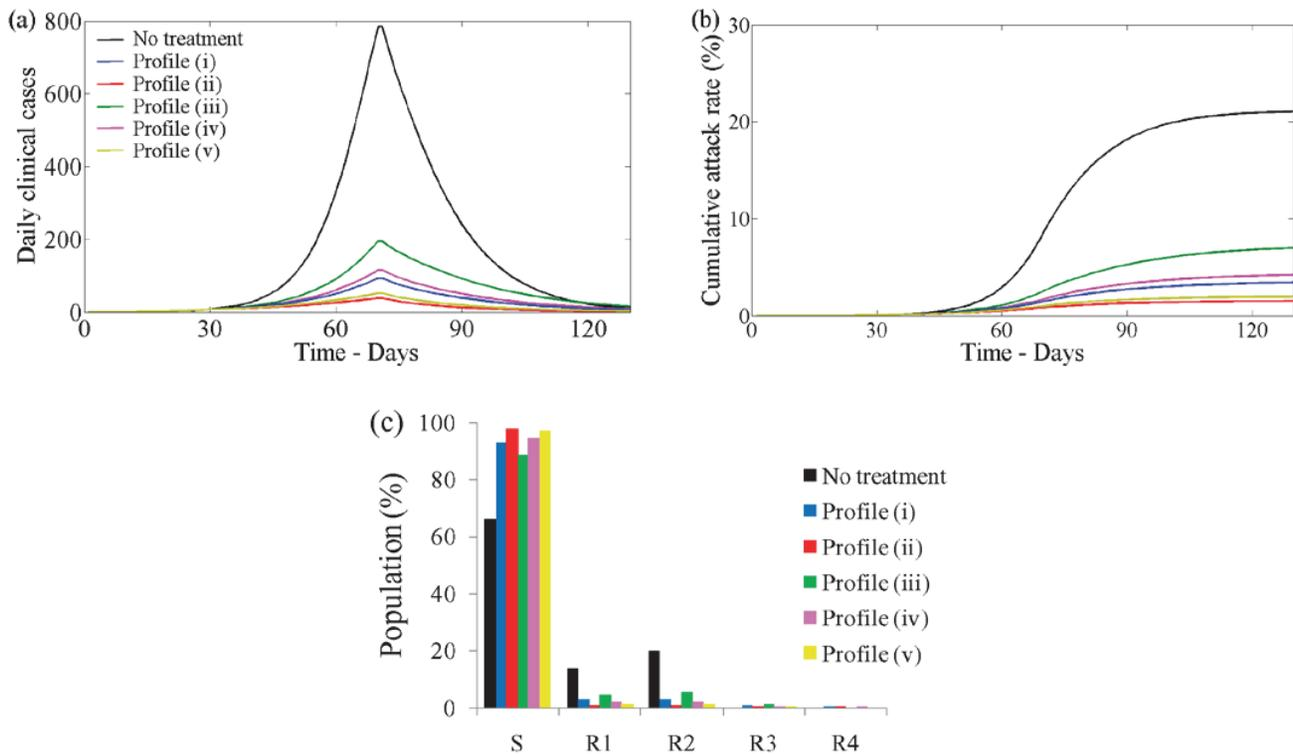 (a)
800
600
400
200
0
Daily clinical cases
No treatment
Profile (i)
Profile (ii)
Profile (iii)
Profile (iv)
Profile (v)
0 30 60 90 120
Time - Days
(b)
30
20
10
0
Cumulative attack rate (%)
0 30 60 90 120
Time - Days
(c)
100
80
60
40
20
0
Population (%)
S R1 R2 R3 R4
No treatment
Profile (i)
Profile (ii)
Profile (iii)
Profile (iv)
Profile (v)